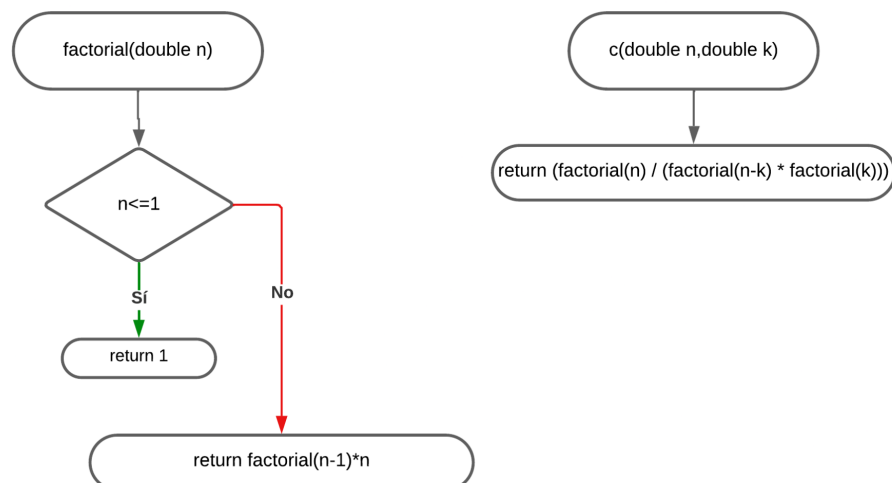 factorial(double n)
c(double n,double k)
return (factorial(n) / (factorial(n-k) * factorial(k)))
n<=1
Sí
No
return 1
return factorial(n-1)*n